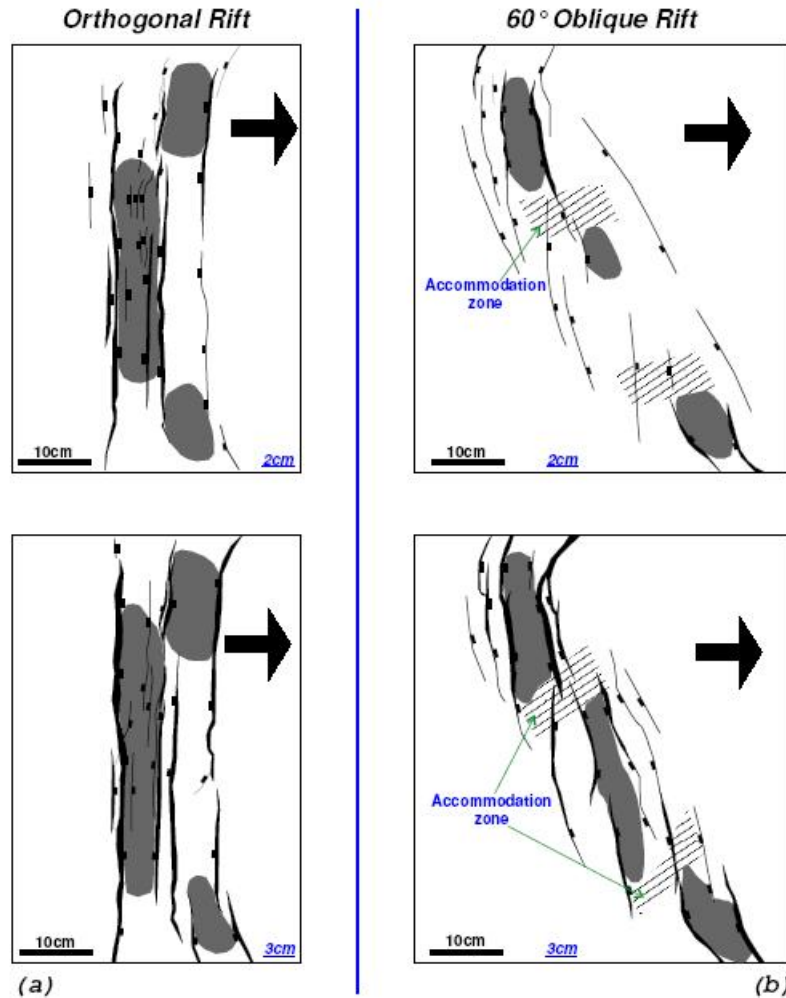 Orthogonal Rift
60° Oblique Rift
Accommodation
zone
10cm
2cm
10cm
2cm
Accommodation
zone
10cm
3cm
10cm
3cm
(a)
(b)